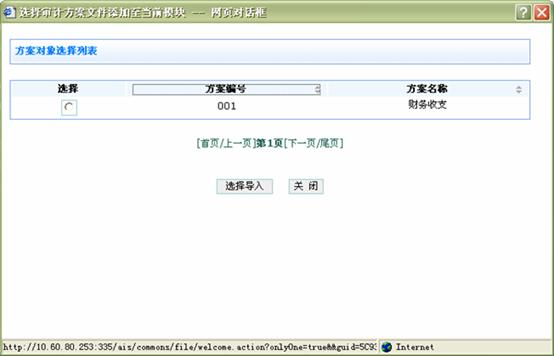 选择审计方案文件添加至当前模块 -- 网页对话框
方案对象选择列表
选择 方案编号 方案名称
001 财务收支
[首页/上一页]第1页[下一页/尾页]
选择导入 关 闭
http://10.60.80.253:335/ais/commons/file/welcome.action?onlyOne=true&&guid=5C93 Internet